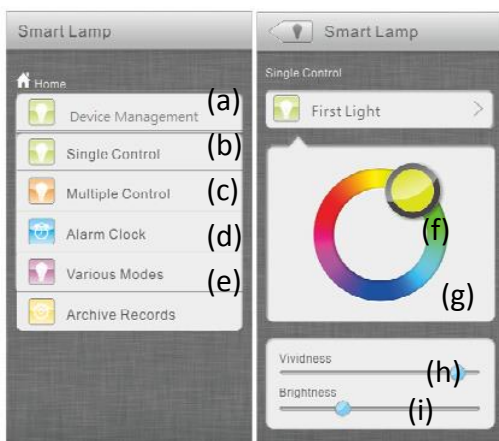 Smart Lamp
Home
Device Management (a)
Single Control (b)
Multiple Control (c)
Alarm Clock (d)
Various Modes (e)
Archive Records
Smart Lamp
Single Control
First Light
(f)
(g)
Vividness
(h)
Brightness
(i)